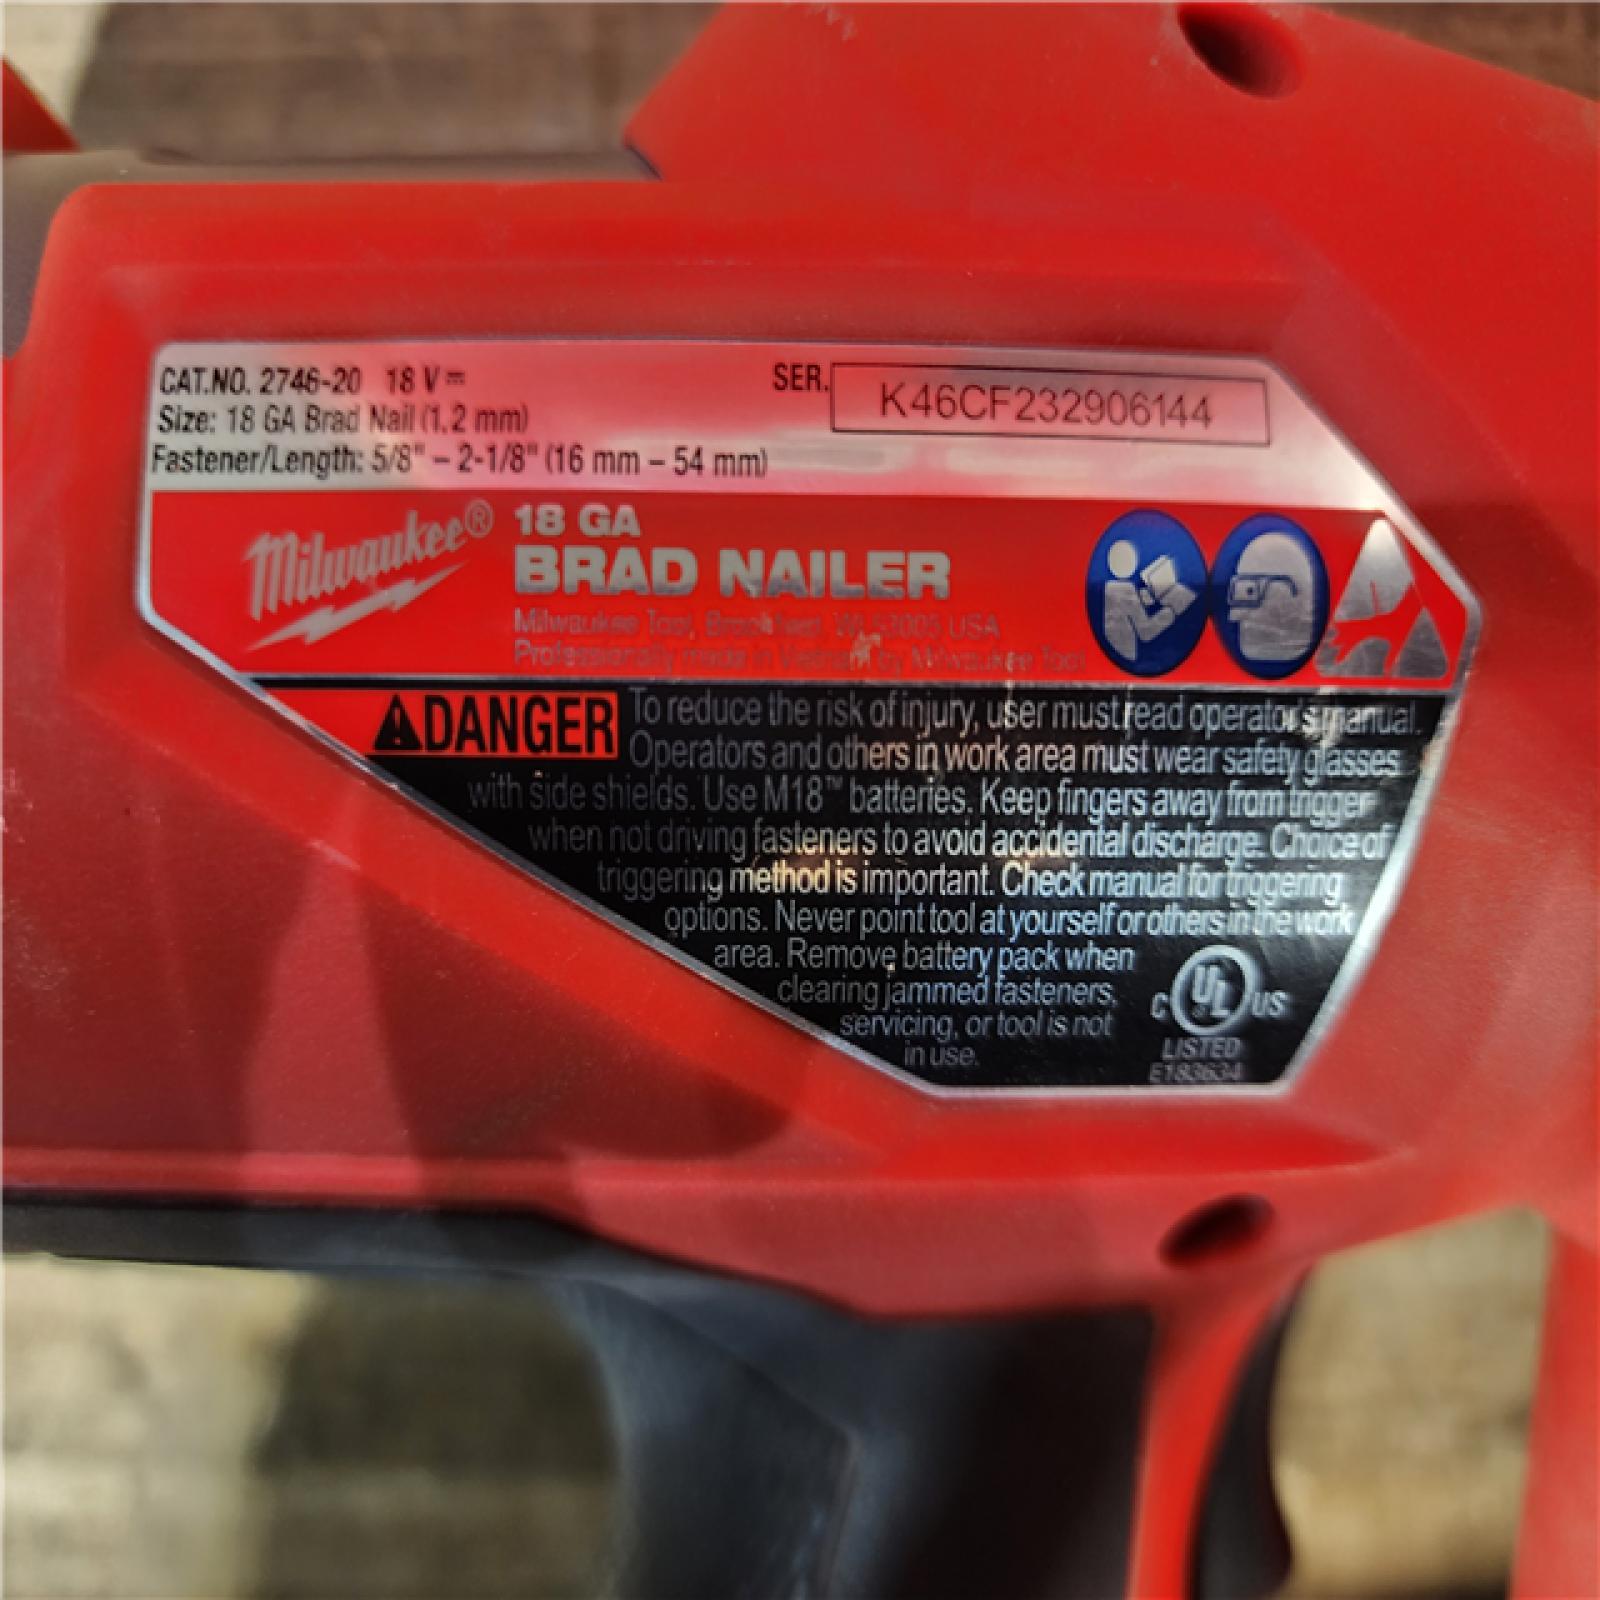 CAT.NO. 2746-20 18 V
SER. K46CF232906144
Size: 18 GA Brad Nail (1,2 mm)
Fastener/Length: 5/8" – 2-1/8" (16 mm – 54 mm)
Milwaukee®
18 GA
BRAD NAILER
Milwaukee Tool, Brookfield, WI 53005 USA
Professionally made in Vietnam by Milwaukee Tool
DANGER To reduce the risk of injury, user must read operator's manual.
Operators and others in work area must wear safety glasses
with side shields. Use M18™ batteries. Keep fingers away from trigger
when not driving fasteners to avoid accidental discharge. Choice of
triggering method is important. Check manual for triggering
options. Never point tool at yourself or others in the work
area. Remove battery pack when
clearing jammed fasteners,
servicing, or tool is not
in use.
C UL US
LISTED
E183634